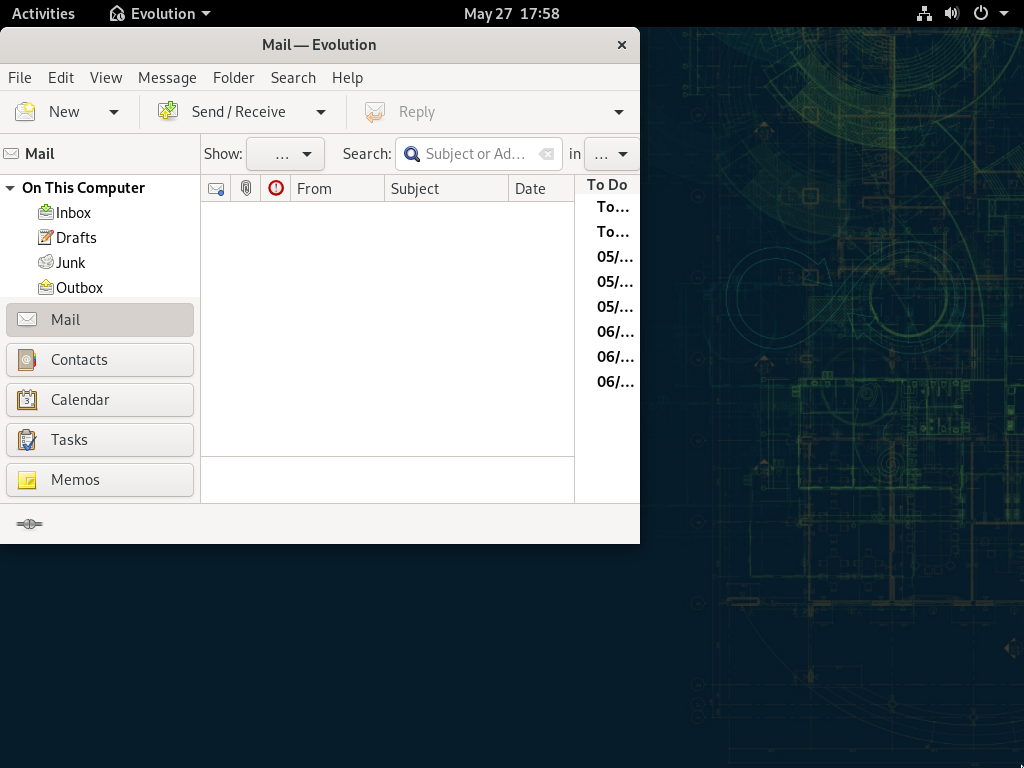 Activities Evolution May 27 17:58
Mail — Evolution
File Edit View Message Folder Search Help
New Send / Receive Reply
Mail Show: ... Search: Subject or Ad... in ...
On This Computer From Subject Date To Do
Inbox To...
Drafts To...
Junk 05/...
Outbox 05/...
05/...
Mail 06/...
Contacts 06/...
06/...
Calendar
Tasks
Memos